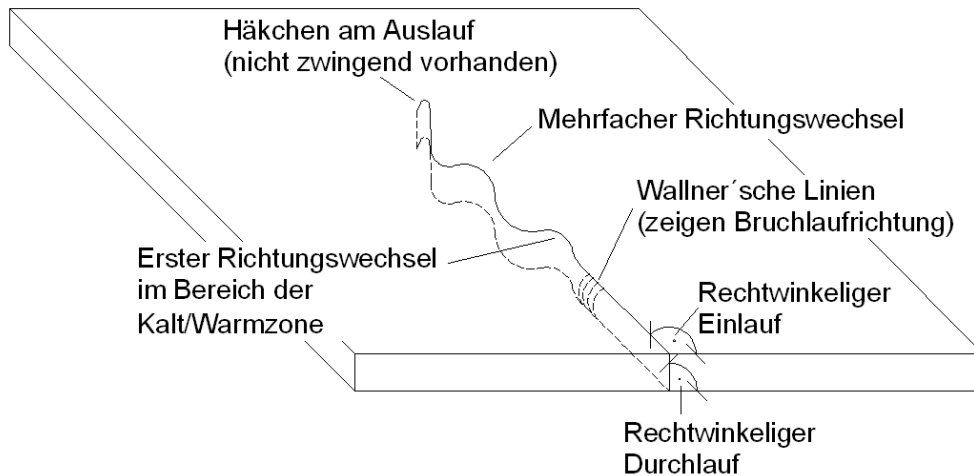 Häkchen am Auslauf
(nicht zwingend vorhanden)
Mehrfacher Richtungswechsel
Wallner´sche Linien
(zeigen Bruchlaufrichtung)
Erster Richtungswechsel
im Bereich der
Kalt/Warmzone
Rechtwinkeliger
Einlauf
Rechtwinkeliger
Durchlauf